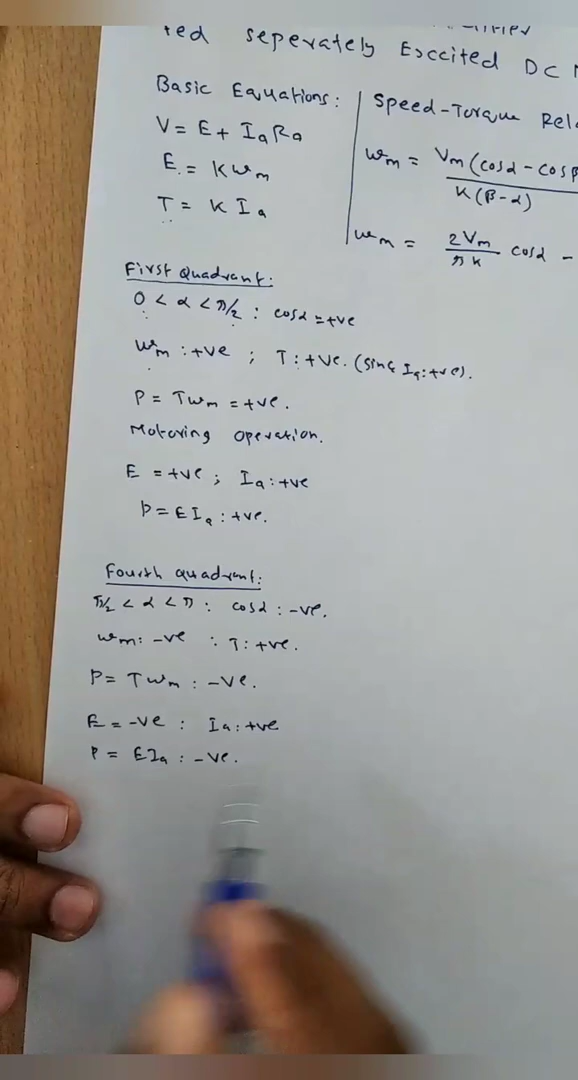 ted seperately Exccited DC
Basic Equations:
V = E + IaRa
E = Kωm
T = K Ia
Speed-Torque Rel
ωm = Vm (cosα - cosβ
K (β-α)
ωm = 2Vm
πK cosα -
First Quadrant:
0 < α < π/2 : cosα = +ve
ωm : +ve ; T : +ve. (since Ia : +ve).
P = Tωm = +ve.
Motoring operation.
E = +ve ; Ia : +ve
P = EIa : +ve.
Fourth quadrant:
π/2 < α < π : cosα : -ve.
ωm : -ve : T : +ve.
P = Tωm : -ve.
E = -ve : Ia : +ve
P = EIa : -ve.